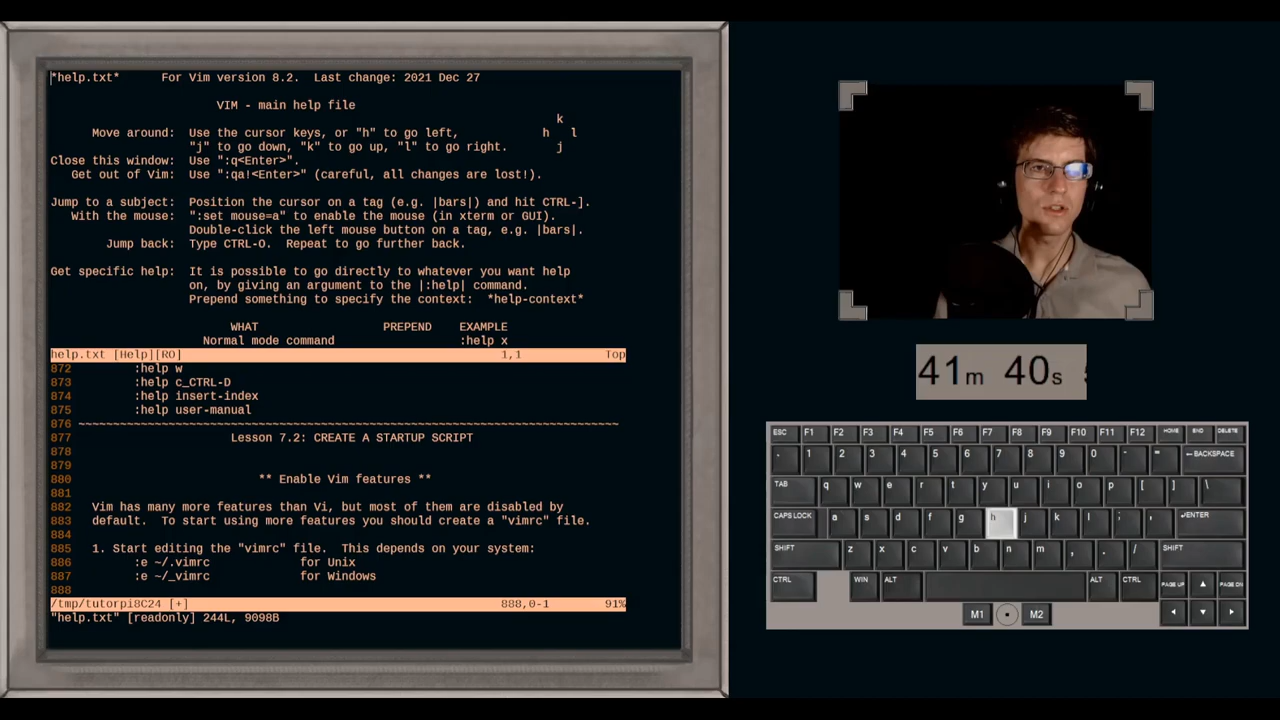 *help.txt*      For Vim version 8.2.  Last change: 2021 Dec 27
VIM - main help file
k
Move around:  Use the cursor keys, or "h" to go left,            h   l
"j" to go down, "k" to go up, "l" to go right.       j
Close this window:  Use ":q<Enter>".
Get out of Vim:  Use ":qa!<Enter>" (careful, all changes are lost!).
Jump to a subject:  Position the cursor on a tag (e.g. |bars|) and hit CTRL-].
With the mouse:  ":set mouse=a" to enable the mouse (in xterm or GUI).
Double-click the left mouse button on a tag, e.g. |bars|.
Jump back:  Type CTRL-O.  Repeat to go further back.
Get specific help:  It is possible to go directly to whatever you want help
on, by giving an argument to the |:help| command.
Prepend something to specify the context:  *help-context*
WHAT                  PREPEND    EXAMPLE
Normal mode command                  :help x
help.txt [Help][RO]                                              1,1            Top
872         :help w
873         :help c_CTRL-D
874         :help insert-index
875         :help user-manual
876 ~~~~~~~~~~~~~~~~~~~~~~~~~~~~~~~~~~~~~~~~~~~~~~~~~~~~~~~~~~~~~~~~~~~~~~~~~~~~~~
877                       Lesson 7.2: CREATE A STARTUP SCRIPT
878
879
880                           ** Enable Vim features **
881
882   Vim has many more features than Vi, but most of them are disabled by
883   default.  To start using more features you should create a "vimrc" file.
884
885   1. Start editing the "vimrc" file.  This depends on your system:
886         :e ~/.vimrc             for Unix
887         :e ~/_vimrc             for Windows
888
/tmp/tutorpi8C24 [+]                                             888,0-1        91%
"help.txt" [readonly] 244L, 9098B
41m 40s
ESC F1 F2 F3 F4 F5 F6 F7 F8 F9 F10 F11 F12 HOME END DELETE
1 2 3 4 5 6 7 8 9 0 - = ←BACKSPACE
TAB q w e r t y u i o p [ ] \
CAPS LOCK a s d f g h j k l ; ' ↵ENTER
SHIFT z x c v b n m , . / SHIFT
CTRL WIN ALT ALT CTRL PAGE UP ▲ PAGE DN
M1 M2 ◄ ▼ ►